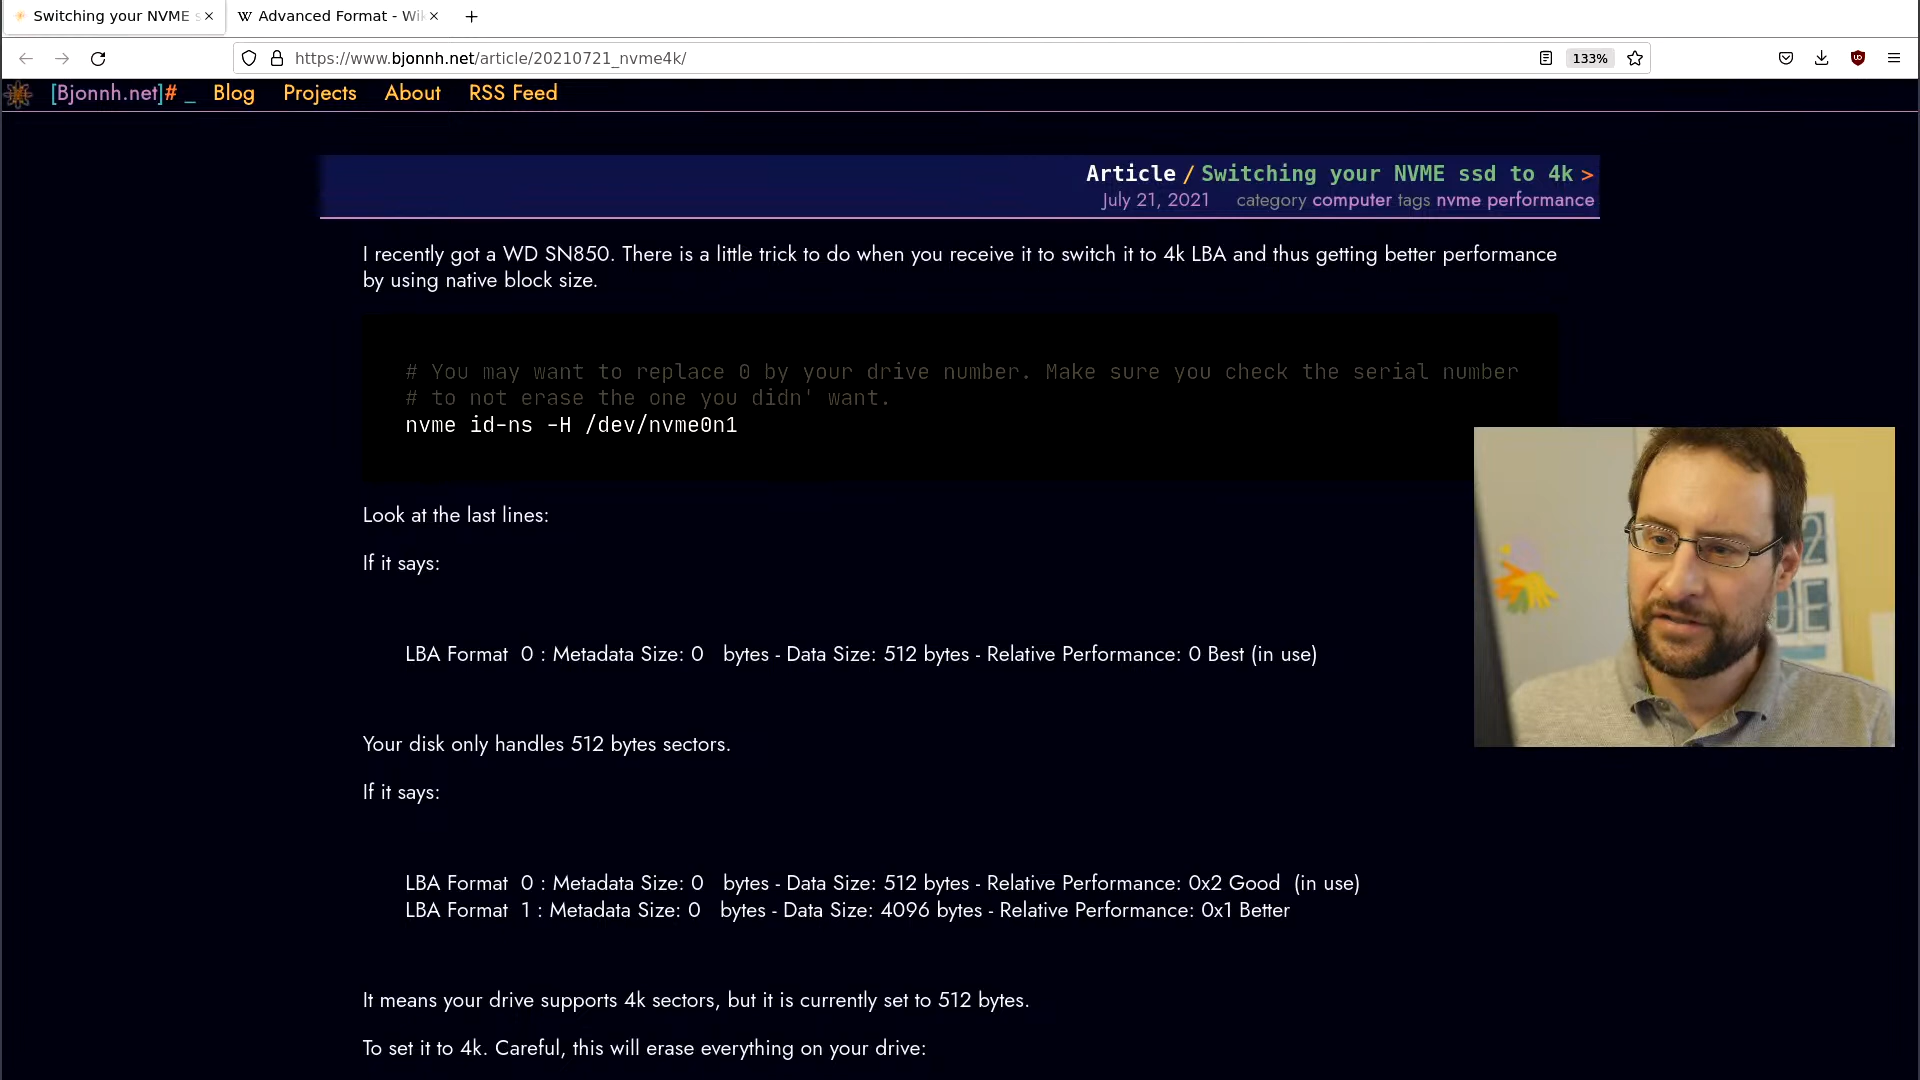 Switching your NVME s
Advanced Format - Wik
https://www.bjonnh.net/article/20210721_nvme4k/
133%
[Bjonnh.net]# _ Blog Projects About RSS Feed
Article / Switching your NVME ssd to 4k >
July 21, 2021 category computer tags nvme performance
I recently got a WD SN850. There is a little trick to do when you receive it to switch it to 4k LBA and thus getting better performance
by using native block size.
# You may want to replace 0 by your drive number. Make sure you check the serial number
# to not erase the one you didn' want.
nvme id-ns -H /dev/nvme0n1
Look at the last lines:
If it says:
LBA Format 0 : Metadata Size: 0 bytes - Data Size: 512 bytes - Relative Performance: 0 Best (in use)
Your disk only handles 512 bytes sectors.
If it says:
LBA Format 0 : Metadata Size: 0 bytes - Data Size: 512 bytes - Relative Performance: 0x2 Good (in use)
LBA Format 1 : Metadata Size: 0 bytes - Data Size: 4096 bytes - Relative Performance: 0x1 Better
It means your drive supports 4k sectors, but it is currently set to 512 bytes.
To set it to 4k. Careful, this will erase everything on your drive: